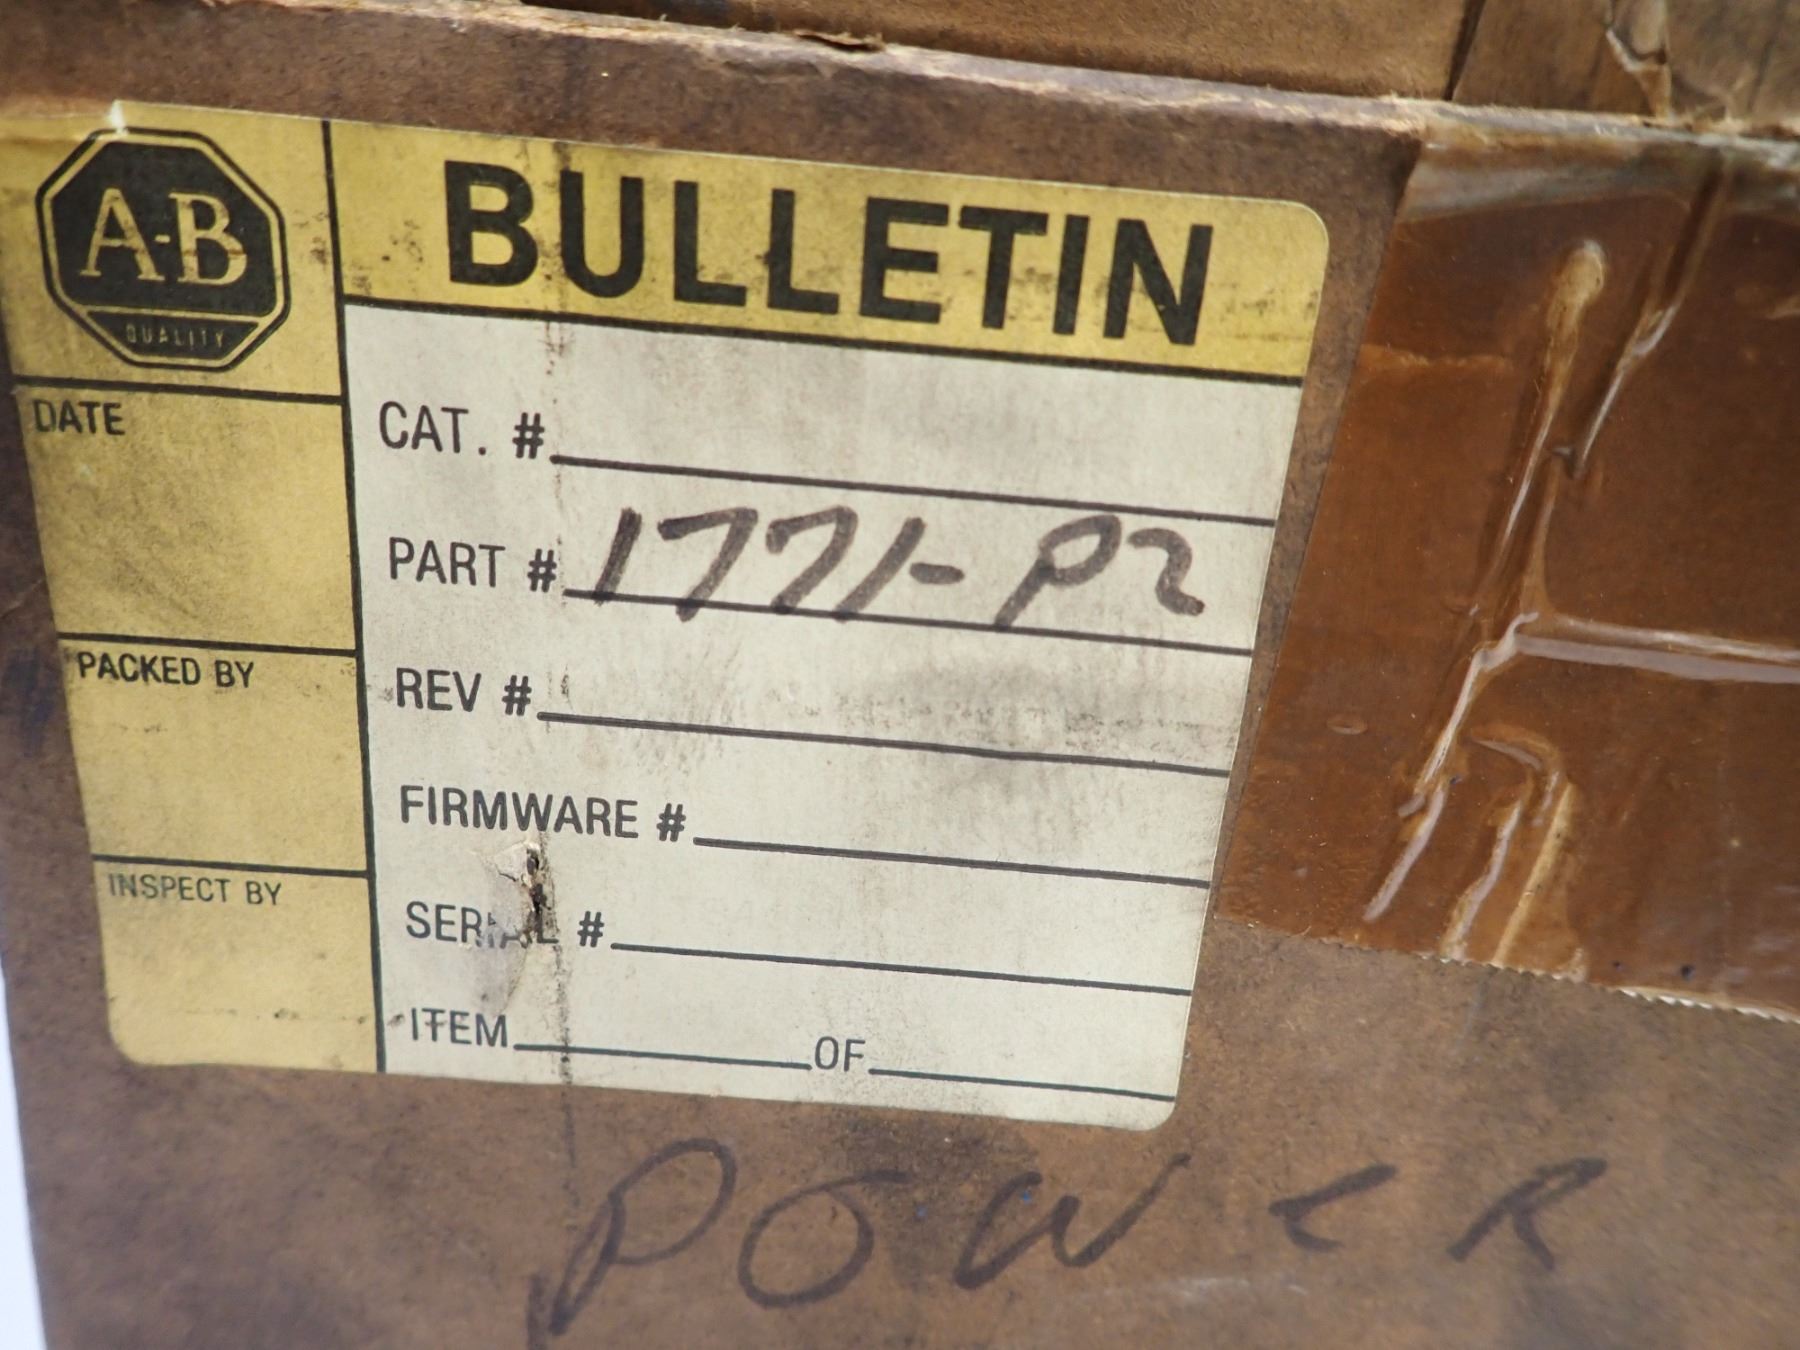 A-B
QUALITY
BULLETIN
DATE
CAT. #
PART # 1771-P2
REV #
PACKED BY
FIRMWARE #
INSPECT BY
SERIAL #
ITEM OF
POWER